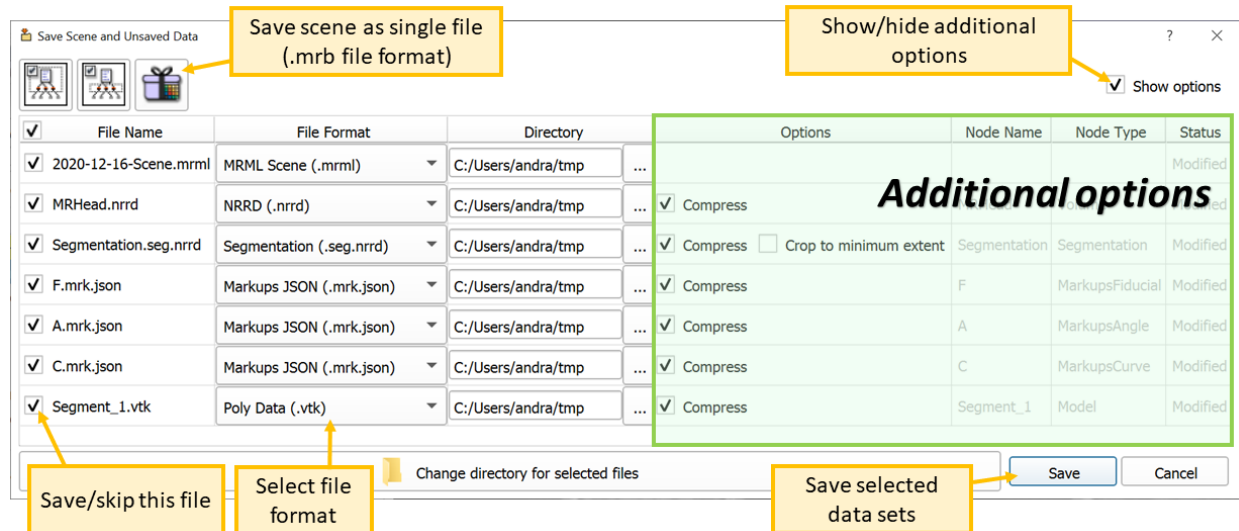 Save Scene and Unsaved Data
Save scene as single file
(.mrb file format)
Show/hide additional
options
?
Show options
File Name File Format Directory Options Node Name Node Type Status
2020-12-16-Scene.mrml MRML Scene (.mrml) C:/Users/andra/tmp ... Modified
Additional options
MRHead.nrrd NRRD (.nrrd) C:/Users/andra/tmp ... Compress
Segmentation.seg.nrrd Segmentation (.seg.nrrd) C:/Users/andra/tmp ... Compress Crop to minimum extent Segmentation Segmentation Modified
F.mrk.json Markups JSON (.mrk.json) C:/Users/andra/tmp ... Compress F MarkupsFiducial Modified
A.mrk.json Markups JSON (.mrk.json) C:/Users/andra/tmp ... Compress A MarkupsAngle Modified
C.mrk.json Markups JSON (.mrk.json) C:/Users/andra/tmp ... Compress C MarkupsCurve Modified
Segment_1.vtk Poly Data (.vtk) C:/Users/andra/tmp ... Compress Segment_1 Model Modified
Change directory for selected files
Save
Cancel
Save/skip this file
Select file
format
Save selected
data sets